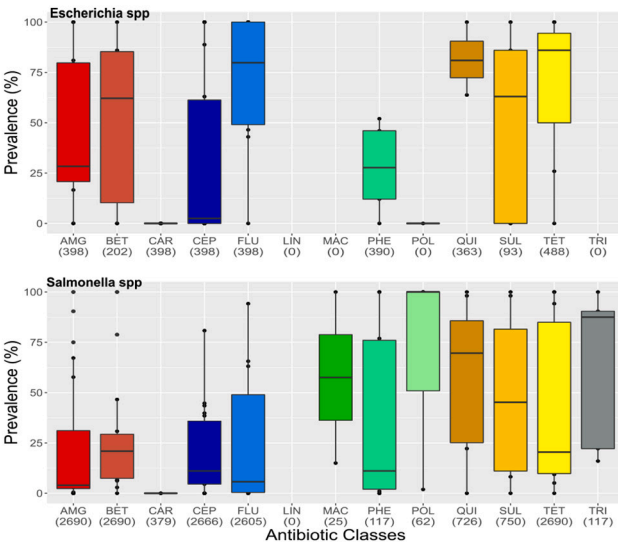 Escherichia spp
Prevalence (%)
100
75
50
25
0
AMG BET CAR CEP FLU LIN MAC PHE POL QUI SUL TET TRI
(398) (202) (398) (398) (398) (0) (0) (390) (0) (363) (93) (488) (0)
Salmonella spp
Prevalence (%)
100
75
50
25
0
AMG BET CAR CEP FLU LIN MAC PHE POL QUI SUL TET TRI
(2690) (2690) (379) (2666) (2605) (0) (25) (117) (62) (726) (750) (2690) (117)
Antibiotic Classes